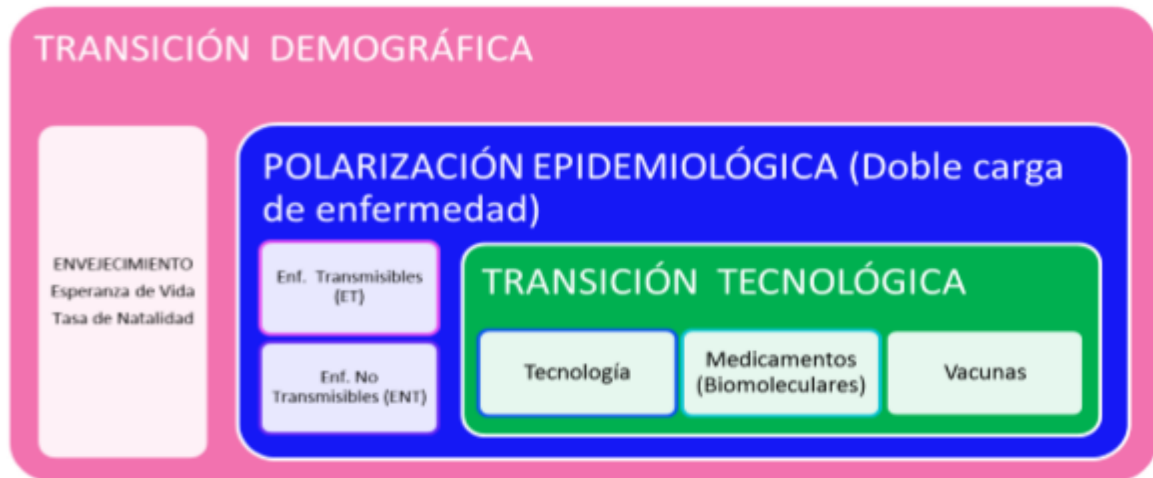 TRANSICIÓN DEMOGRÁFICA
ENVEJECIMIENTO
Esperanza de Vida
Tasa de Natalidad
POLARIZACIÓN EPIDEMIOLÓGICA (Doble carga
de enfermedad)
Enf. Transmisibles
(ET)
Enf. No
Transmisibles (ENT)
TRANSICIÓN TECNOLÓGICA
Tecnología
Medicamentos
(Biomoleculares)
Vacunas